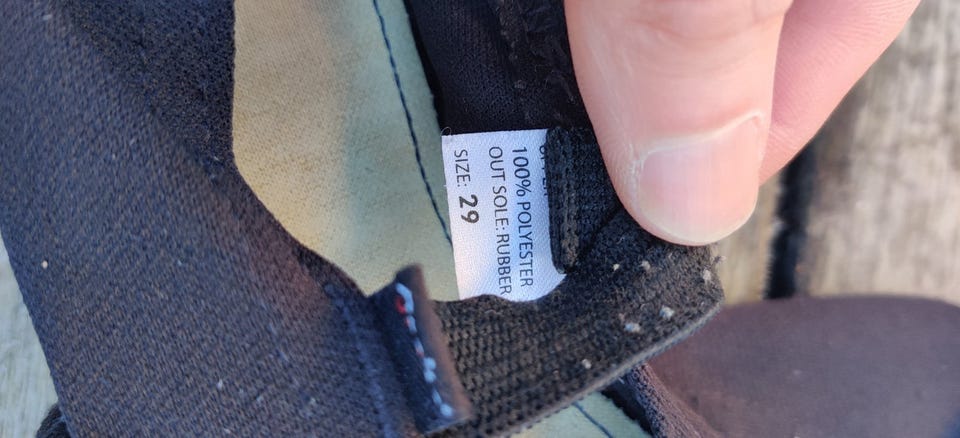 100% POLYESTER
OUT SOLE: RUBBER
SIZE: 29